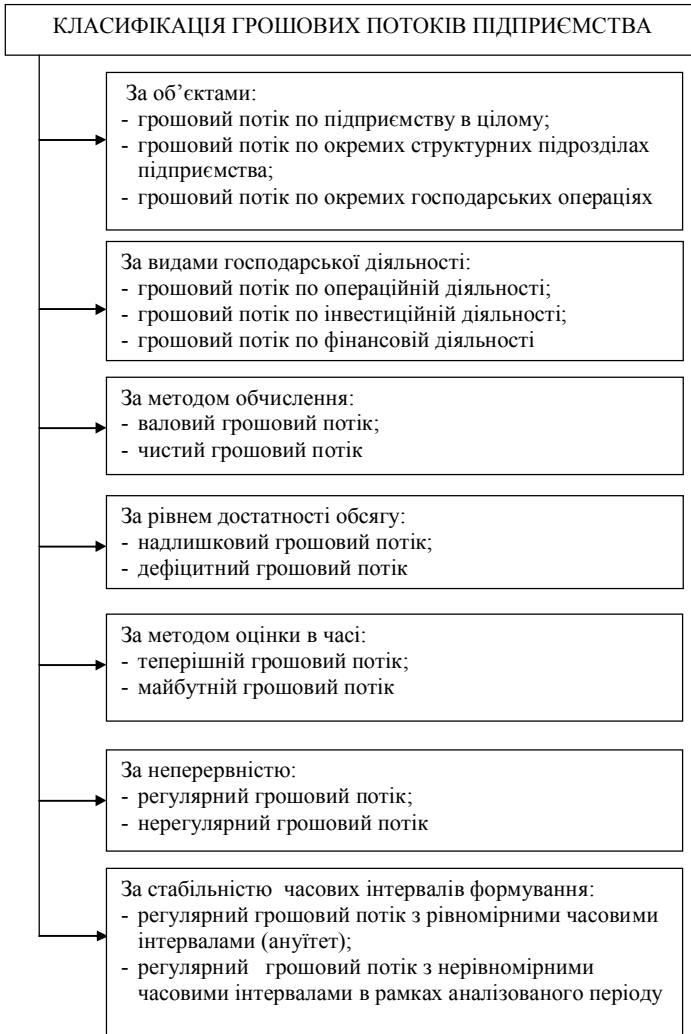 КЛАСИФІКАЦІЯ ГРОШОВИХ ПОТОКІВ ПІДПРИЄМСТВА
За об’єктами:
- грошовий потік по підприємству в цілому;
- грошовий потік по окремих структурних підрозділах
підприємства;
- грошовий потік по окремих господарських операціях
За видами господарської діяльності:
- грошовий потік по операційній діяльності;
- грошовий потік по інвестиційній діяльності;
- грошовий потік по фінансовій діяльності
За методом обчислення:
- валовий грошовий потік;
- чистий грошовий потік
За рівнем достатності обсягу:
- надлишковий грошовий потік;
- дефіцитний грошовий потік
За методом оцінки в часі:
- теперішній грошовий потік;
- майбутній грошовий потік
За неперервністю:
- регулярний грошовий потік;
- нерегулярний грошовий потік
За стабільністю часових інтервалів формування:
- регулярний грошовий потік з рівномірними часовими
інтервалами (ануїтет);
- регулярний грошовий потік з нерівномірними
часовими інтервалами в рамках аналізованого періоду